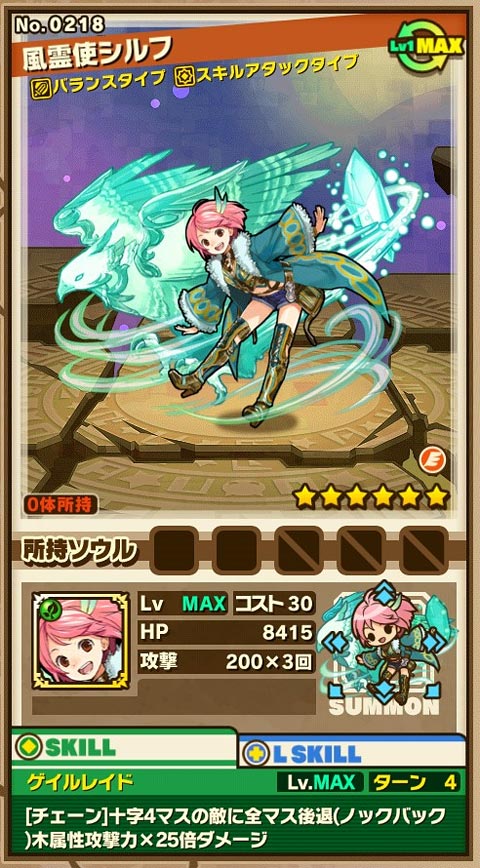 No.0218
風霊使シルフ
バランスタイプ スキルアタックタイプ
Lv1 MAX
E
0体所持
所持ソウル
Lv MAX コスト 30
HP 8415
攻撃 200×3回
SUMMON
SKILL
L SKILL
ゲイルレイド Lv.MAX ターン 4
[チェーン]十字4マスの敵に全マス後退(ノックバック
)木属性攻撃力×25倍ダメージ